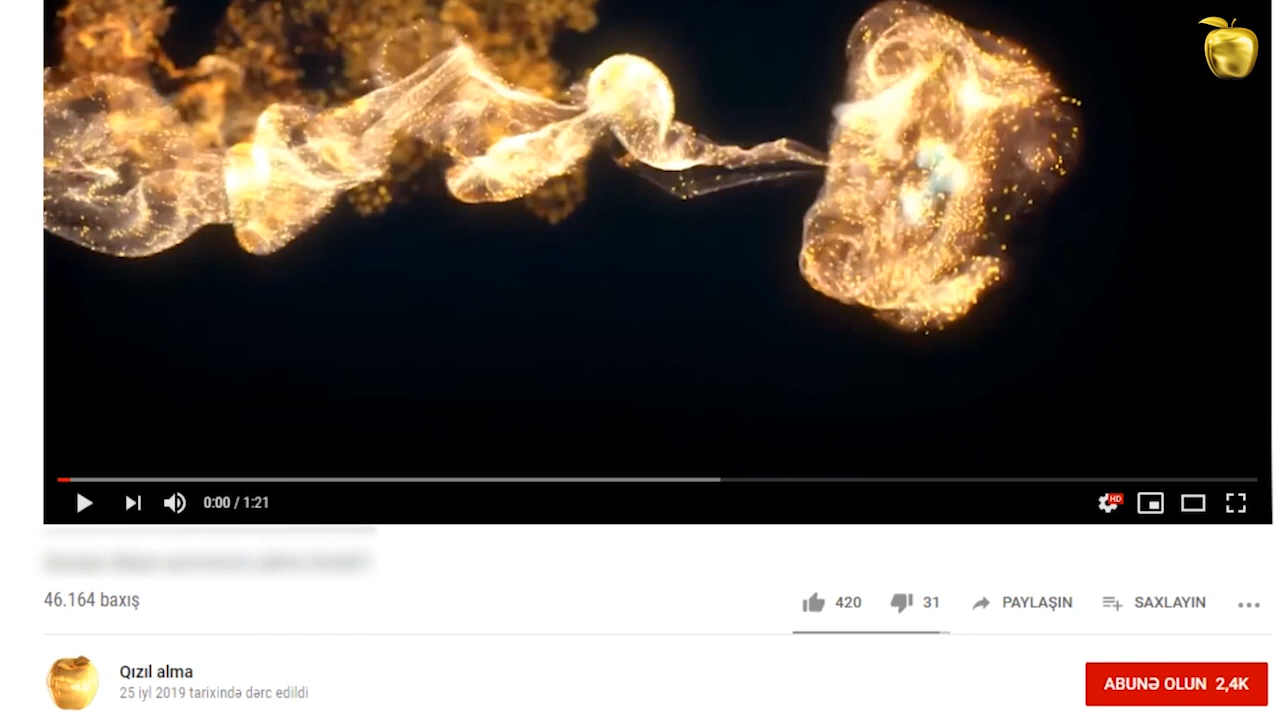 0:00 / 1:21
HD
46.164 baxış
420
31
PAYLAŞIN
SAXLAYIN
Qızıl alma
25 iyl 2019 tarixində dərc edildi
ABUNƏ OLUN 2,4K